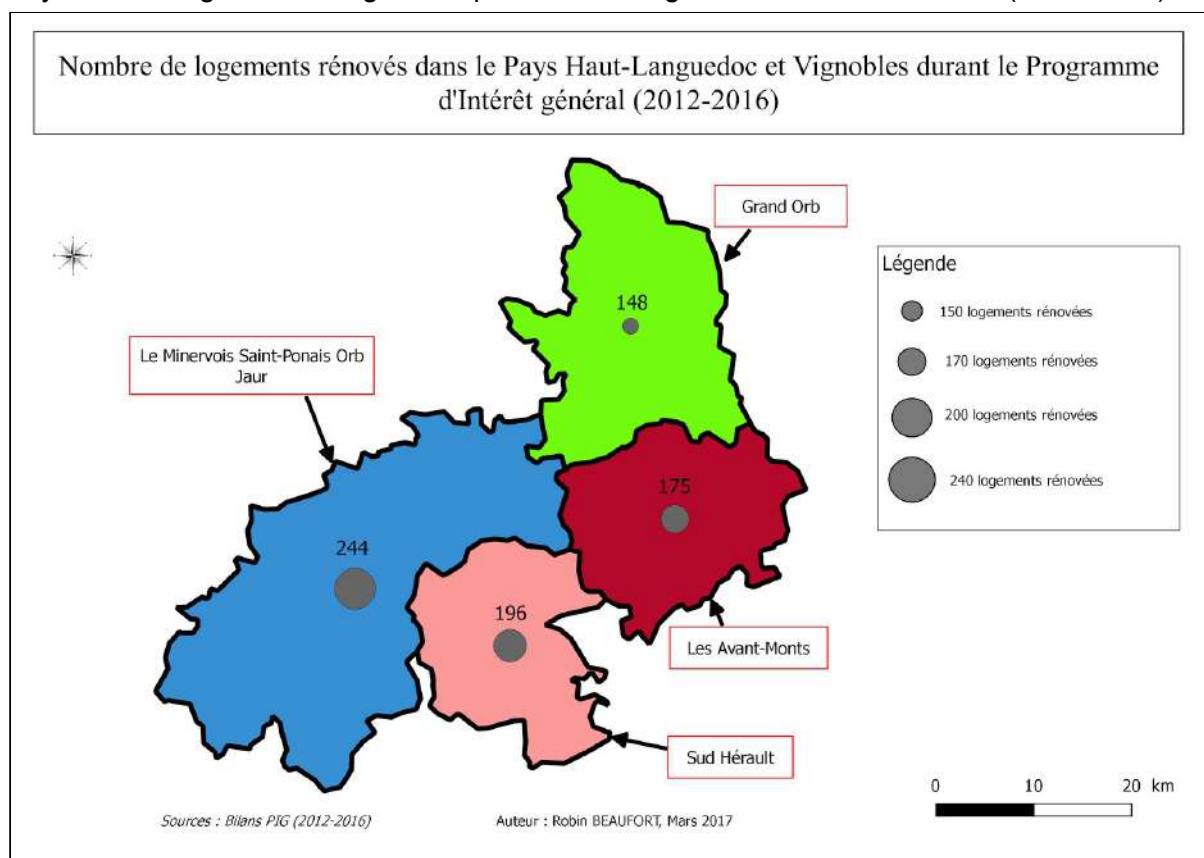 Nombre de logements rénovés dans le Pays Haut-Languedoc et Vignobles durant le Programme
d'Intérêt général (2012-2016)
Grand Orb
Légende
148
150 logements rénovées
Le Minervois Saint-Ponais Orb
Jaur
170 logements rénovées
200 logements rénovées
175
240 logements rénovées
244
196
Les Avant-Monts
Sud Hérault
0 10 20 km
Sources : Bilans PIG (2012-2016)
Auteur : Robin BEAUFORT, Mars 2017